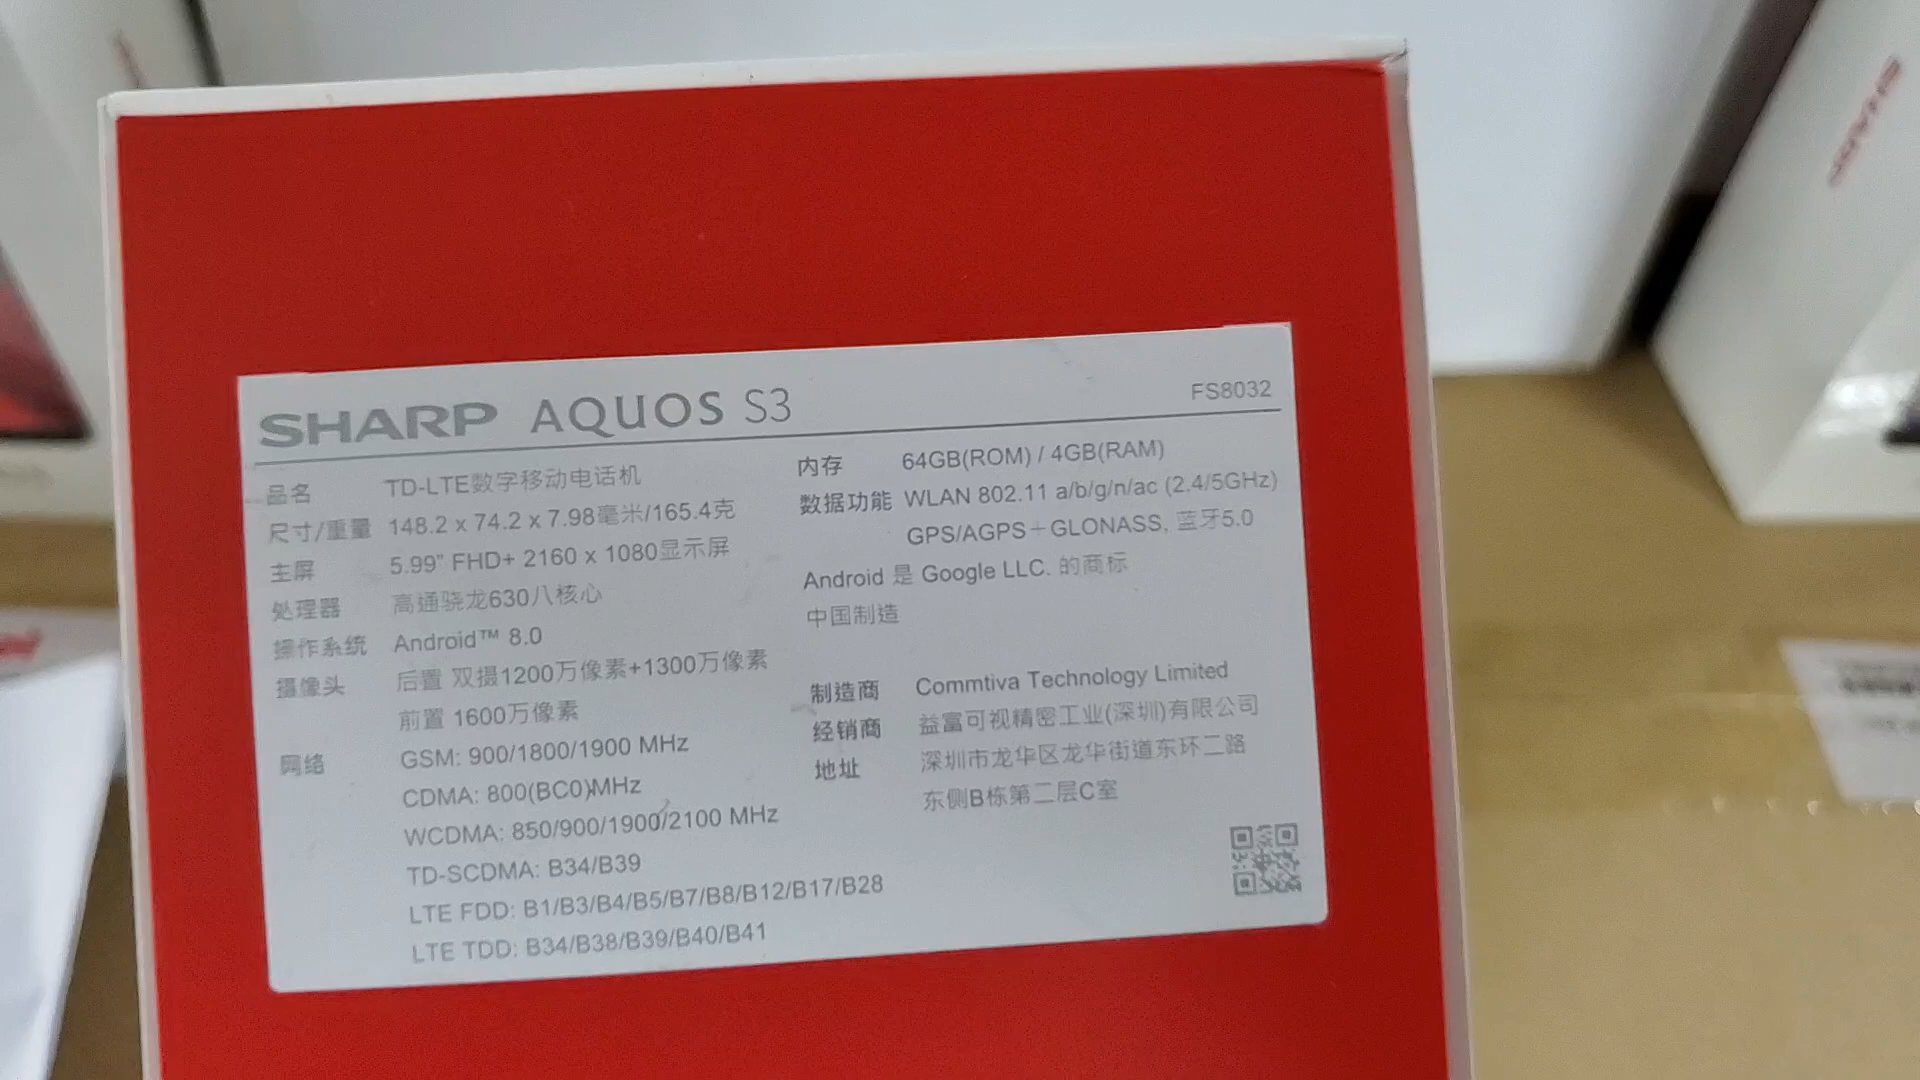 SHARP AQUOS S3
FS8032
品名 TD-LTE数字移动电话机
尺寸/重量 148.2 x 74.2 x 7.98毫米/165.4克
主屏 5.99" FHD+ 2160 x 1080显示屏
处理器 高通骁龙630八核心
操作系统 Android™ 8.0
摄像头 后置 双摄1200万像素+1300万像素
前置 1600万像素
网络 GSM: 900/1800/1900 MHz
CDMA: 800(BC0)MHz
WCDMA: 850/900/1900/2100 MHz
TD-SCDMA: B34/B39
LTE FDD: B1/B3/B4/B5/B7/B8/B12/B17/B28
LTE TDD: B34/B38/B39/B40/B41
内存 64GB(ROM) / 4GB(RAM)
数据功能 WLAN 802.11 a/b/g/n/ac (2.4/5GHz)
GPS/AGPS+GLONASS, 蓝牙5.0
Android 是 Google LLC. 的商标
中国制造
制造商 Commtiva Technology Limited
经销商 益富可视精密工业(深圳)有限公司
地址 深圳市龙华区龙华街道东环二路
东侧B栋第二层C室
SHARP